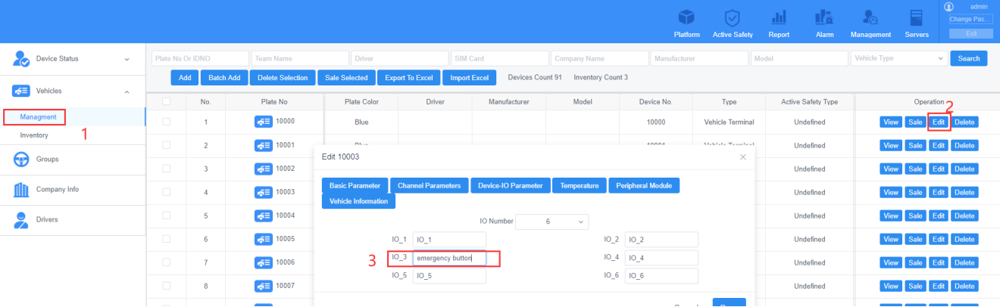 admin
Change Pas...
Exit
Platform Active Safety Report Alarm Management Servers
Device Status
Vehicles
Managment
1
Inventory
Groups
Company Info
Drivers
Plate No Or IDNO Team Name Driver SIM Card Company Name Manufacturer Model Vehicle Type Search
Add Batch Add Delete Selection Sale Selected Export To Excel Import Excel Devices Count 91 Inventory Count 3
No. Plate No Plate Color Driver Manufacturer Model Device No. Type Active Safety Type Operation
2
1 10000 Blue 10000 Vehicle Terminal Undefined View Sale Edit Delete
2 10001 Blue 10001 Vehicle Terminal Undefined View Sale Edit Delete
3 10002 Undefined View Sale Edit Delete
4 10003 Undefined View Sale Edit Delete
5 10004 Undefined View Sale Edit Delete
6 10005 Undefined View Sale Edit Delete
7 10006 Undefined View Sale Edit Delete
8 10007 Undefined View Sale Edit Delete
Edit 10003
Basic Parameter Channel Parameters Device-IO Parameter Temperature Peripheral Module
Vehicle Information
IO Number 6
IO_1 IO_1 IO_2 IO_2
3 IO_3 emergency button IO_4 IO_4
IO_5 IO_5 IO_6 IO_6